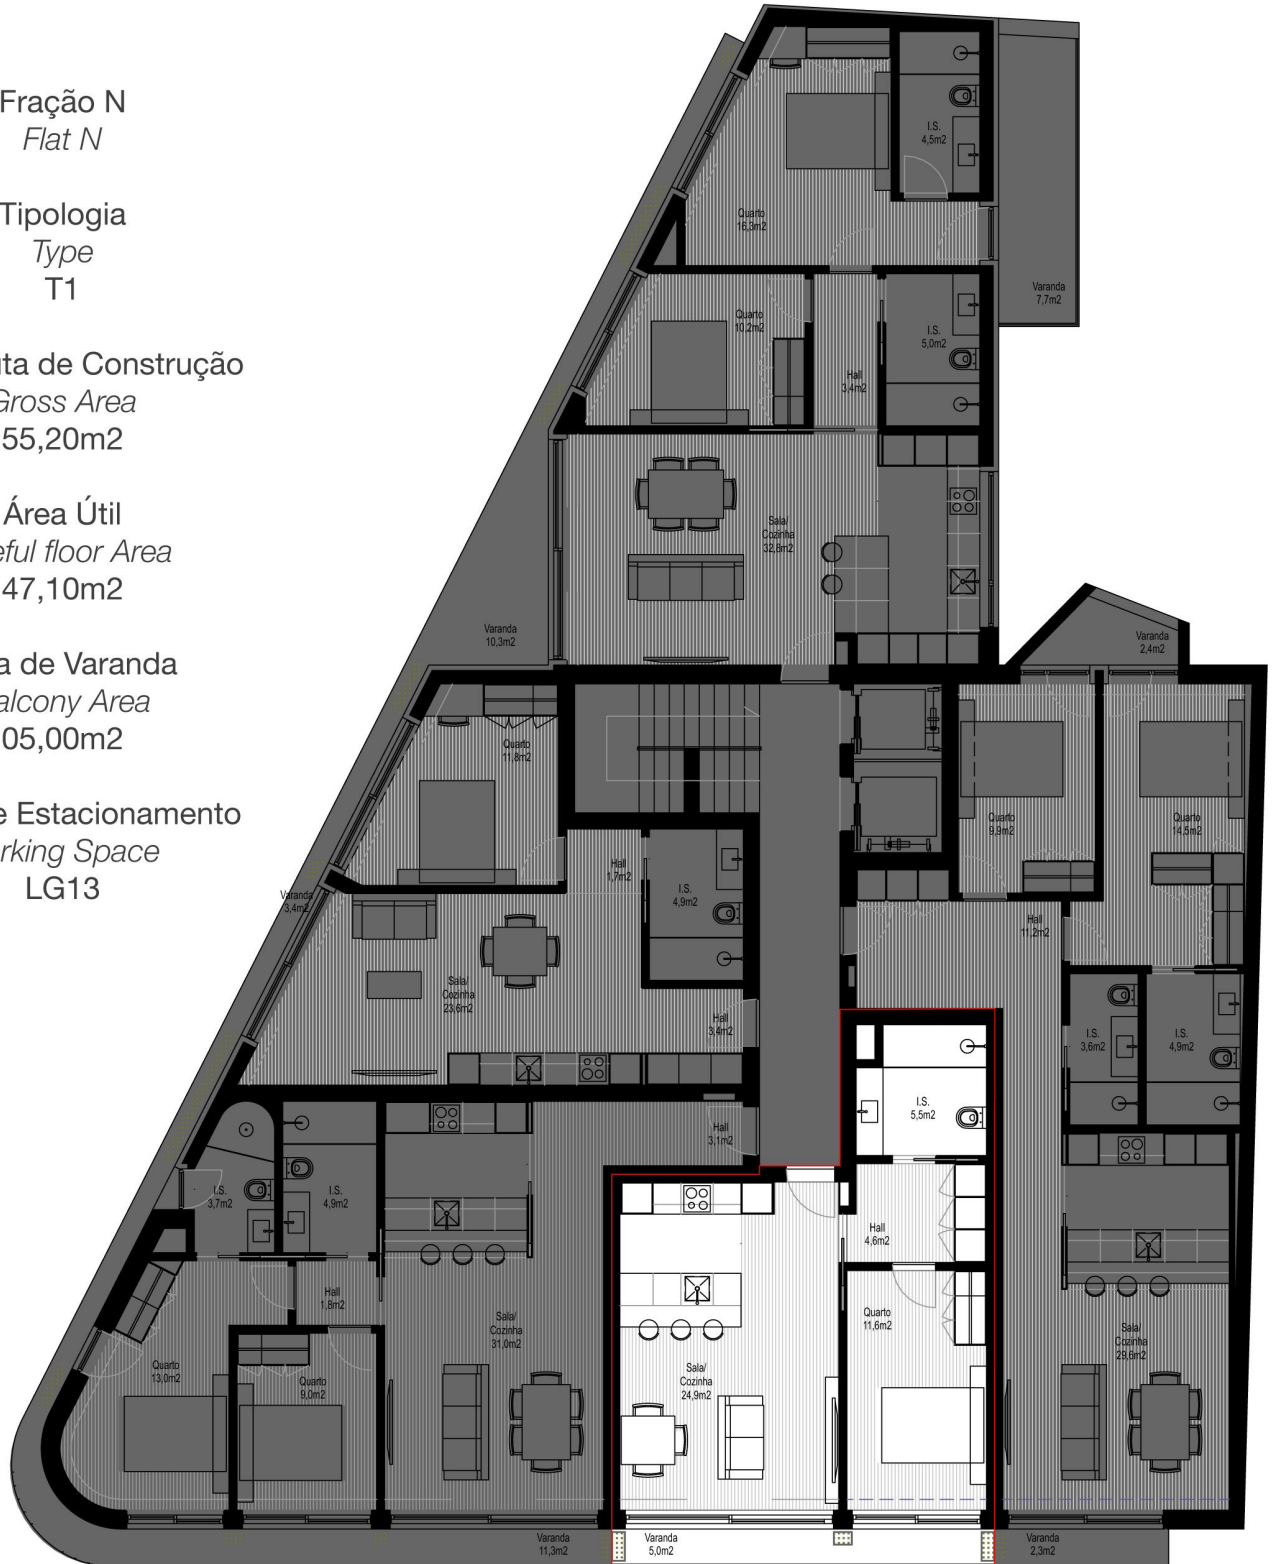 Fração N
Flat N
Tipologia
Type
T1
uta de Construção
Gross Area
55,20m2
Área Útil
eful floor Area
47,10m2
a de Varanda
alcony Area
05,00m2
e Estacionamento
rking Space
LG13
I.S.
4,5m2
Quarto
16,3m2
Varanda
7,7m2
Quarto
10,2m2
I.S.
5,0m2
Hall
3,4m2
Sala/
Cozinha
32,8m2
Varanda
10,3m2
Varanda
2,4m2
Quarto
11,8m2
Quarto
9,9m2
Quarto
14,5m2
Hall
1,7m2
I.S.
4,9m2
Varanda
3,4m2
Hall
11,2m2
Sala/
Cozinha
23,6m2
Hall
3,4m2
I.S.
3,6m2
I.S.
4,9m2
I.S.
5,5m2
Hall
3,1m2
I.S.
3,7m2
I.S.
4,9m2
Hall
4,6m2
Hall
1,8m2
Sala/
Cozinha
31,0m2
Quarto
11,6m2
Sala/
Cozinha
29,6m2
Quarto
13,0m2
Quarto
9,0m2
Sala/
Cozinha
24,9m2
Varanda
11,3m2
Varanda
5,0m2
Varanda
2,3m2